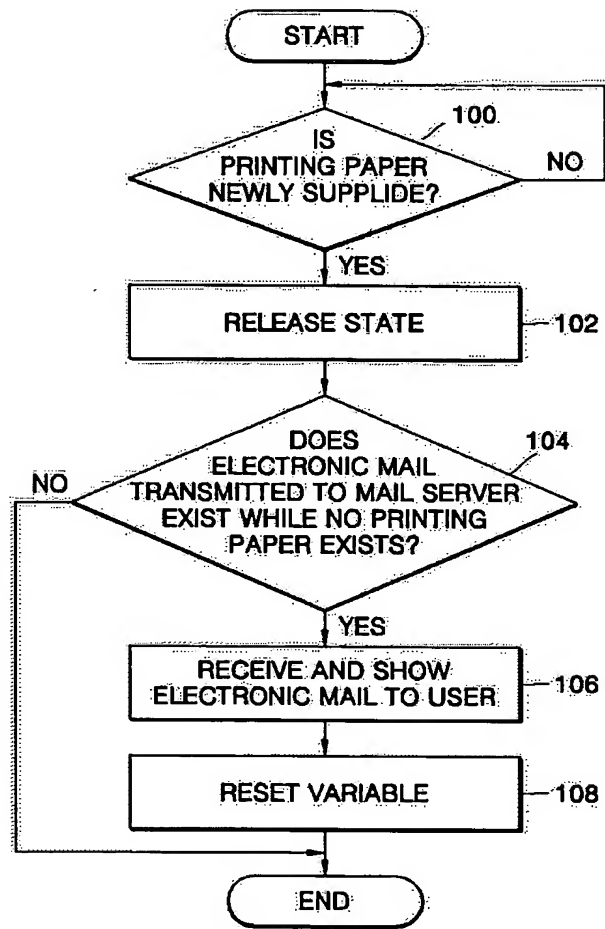 START
100
IS
PRINTING PAPER
NEWLY SUPPLIDE?
NO
YES
RELEASE STATE
102
DOES
ELECTRONIC MAIL
TRANSMITTED TO MAIL SERVER
EXIST WHILE NO PRINTING
PAPER EXISTS?
104
NO
YES
RECEIVE AND SHOW
ELECTRONIC MAIL TO USER
106
RESET VARIABLE
108
END